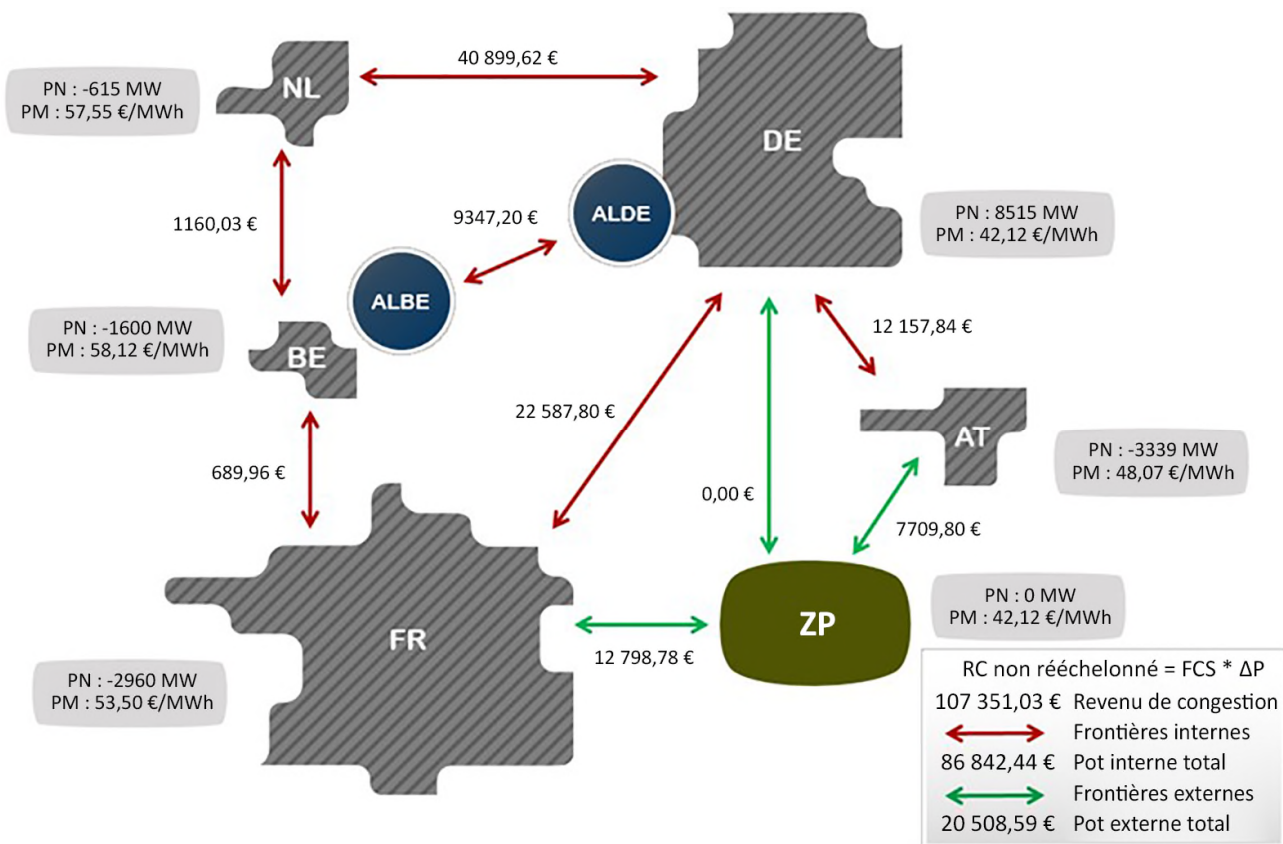 40 899,62 €
PN : -615 MW
PM : 57,55 €/MWh
NL
DE
ALDE
9347,20 €
1160,03 €
PN : 8515 MW
PM : 42,12 €/MWh
ALBE
PN : -1600 MW
PM : 58,12 €/MWh
BE
12 157,84 €
22 587,80 €
AT
PN : -3339 MW
PM : 48,07 €/MWh
689,96 €
0,00 €
7709,80 €
PN : 0 MW
PM : 42,12 €/MWh
ZP
FR
12 798,78 €
PN : -2960 MW
PM : 53,50 €/MWh
RC non rééchelonné = FCS * ΔP
107 351,03 € Revenu de congestion
Frontières internes
86 842,44 € Pot interne total
Frontières externes
20 508,59 € Pot externe total